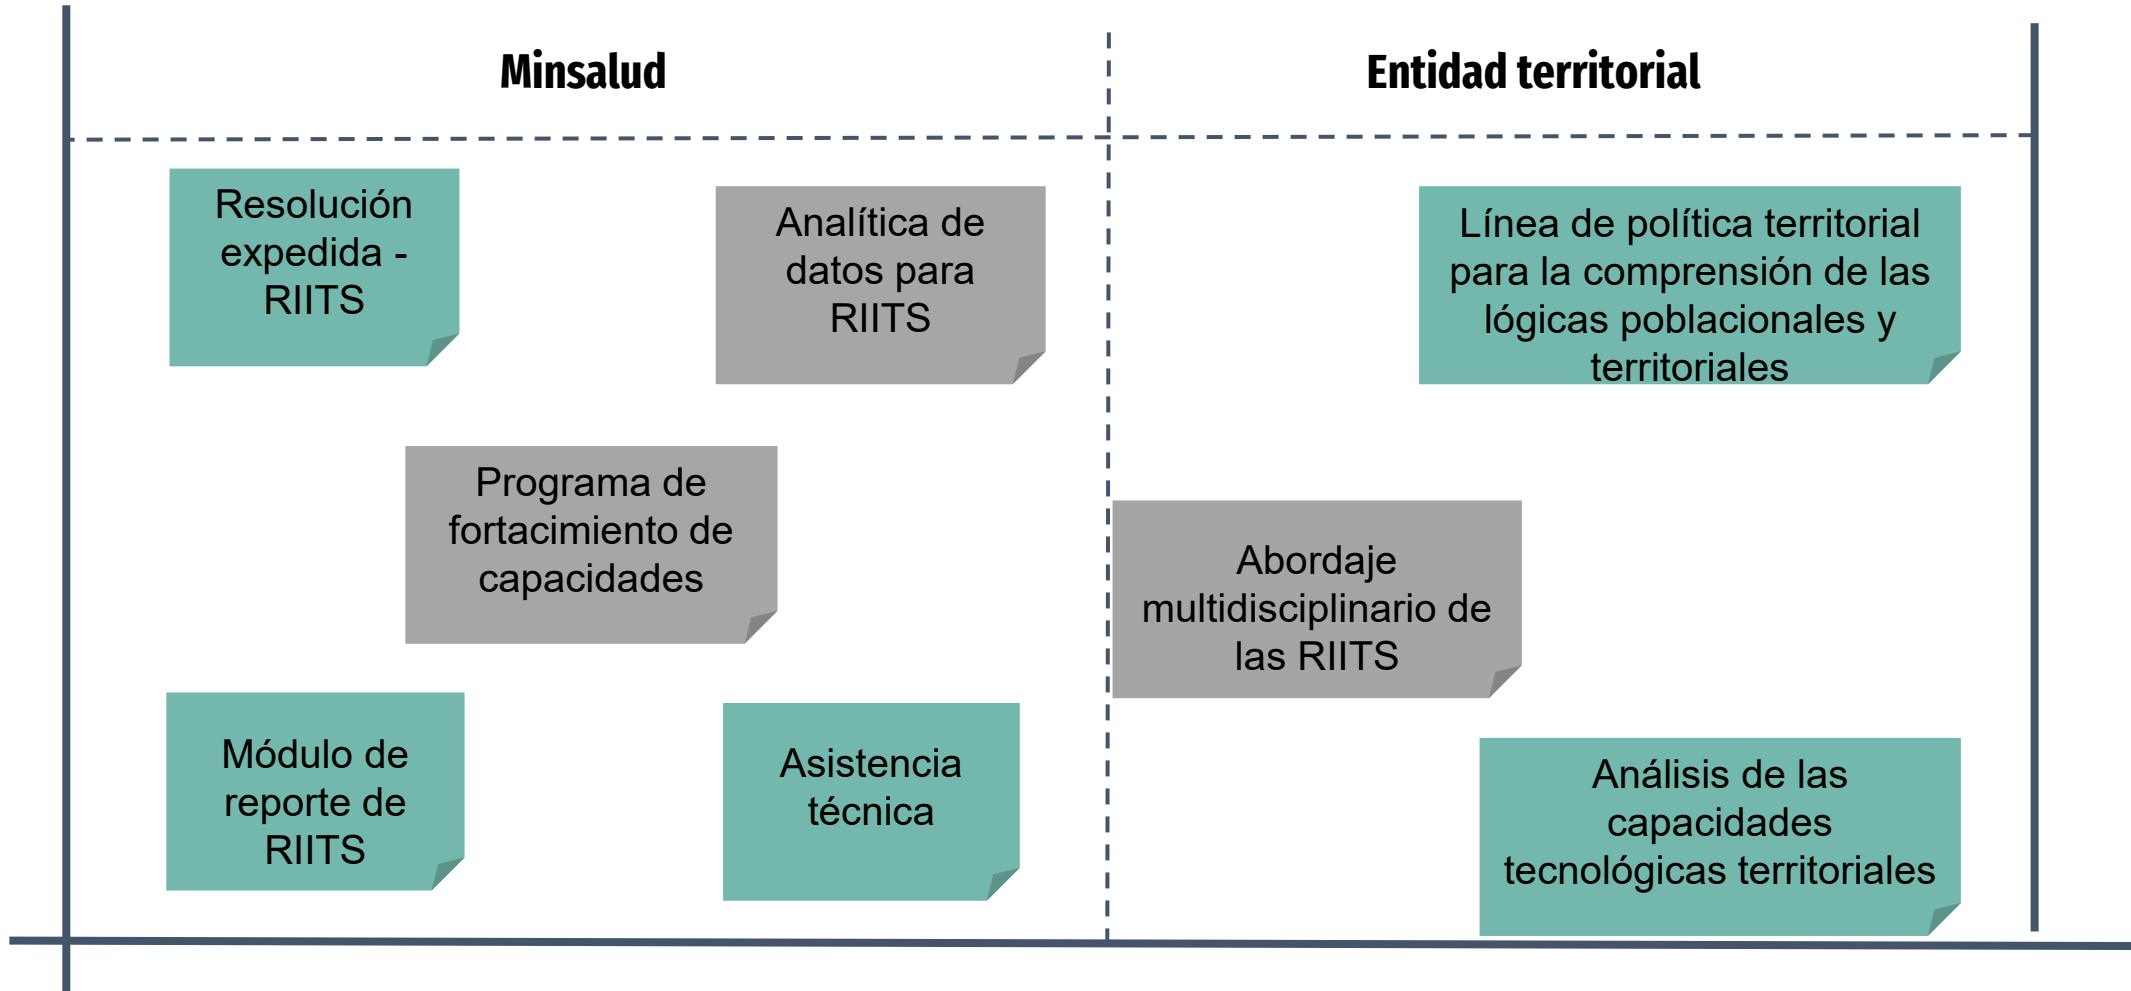 Minsalud
Entidad territorial
Resolución
expedida -
RIITS
Analítica de
datos para
RIITS
Línea de política territorial
para la comprensión de las
lógicas poblacionales y
territoriales
Programa de
fortacimiento de
capacidades
Abordaje
multidisciplinario de
las RIITS
Módulo de
reporte de
RIITS
Asistencia
técnica
Análisis de las
capacidades
tecnológicas territoriales